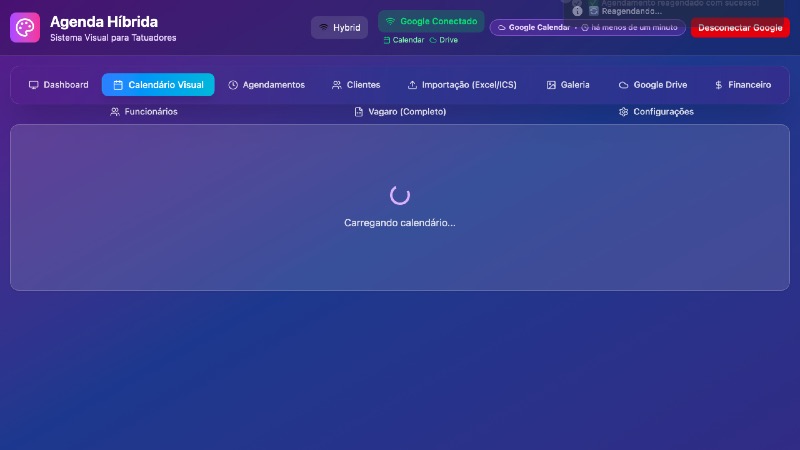 Agenda Híbrida
Sistema Visual para Tatuadores
Hybrid
Google Conectado
Calendar Drive
Agendamento reagendado com sucesso!
Reagendando...
Google Calendar • há menos de um minuto
Desconectar Google
Dashboard
Calendário Visual
Agendamentos
Clientes
Importação (Excel/ICS)
Galeria
Google Drive
Financeiro
Funcionários
Vagaro (Completo)
Configurações
Carregando calendário...